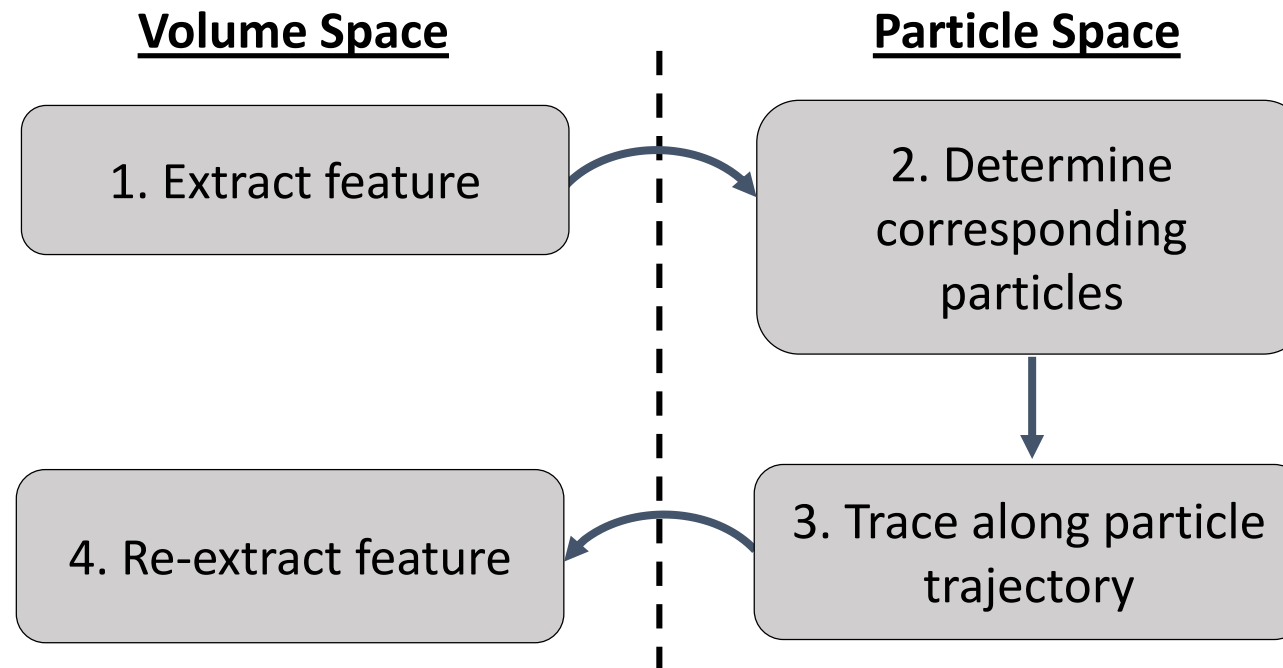 Volume Space
Particle Space
1. Extract feature
2. Determine
corresponding
particles
3. Trace along particle
trajectory
4. Re-extract feature